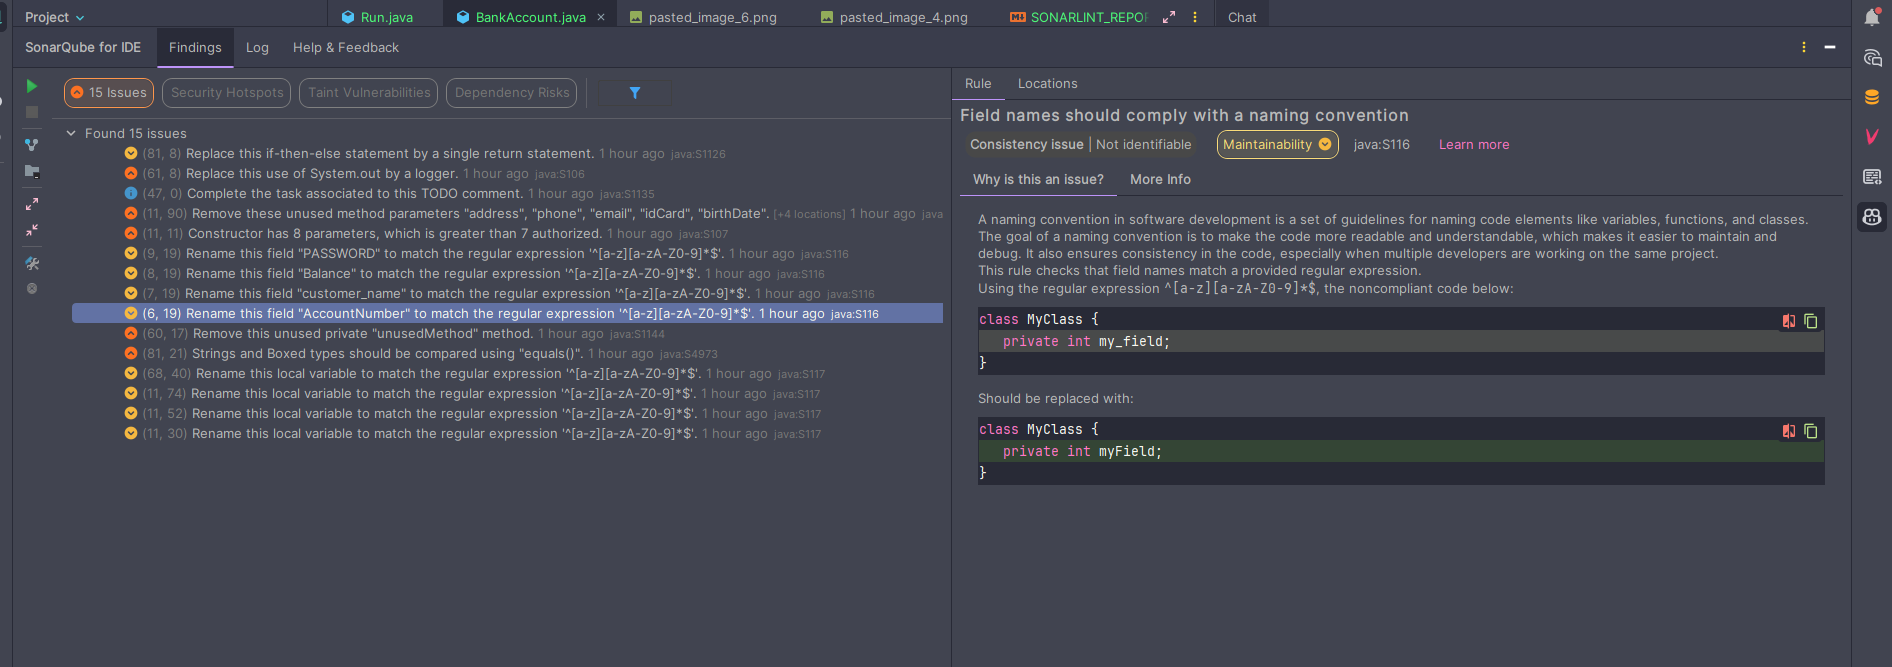 Project
Run.java
BankAccount.java
pasted_image_6.png
pasted_image_4.png
SONARLINT_REPO
Chat
SonarQube for IDE
Findings
Log
Help & Feedback
15 Issues
Security Hotspots
Taint Vulnerabilities
Dependency Risks
Found 15 issues
(81, 8) Replace this if-then-else statement by a single return statement. 1 hour ago java:S1126
(61, 8) Replace this use of System.out by a logger. 1 hour ago java:S106
(47, 0) Complete the task associated to this TODO comment. 1 hour ago java:S1135
(11, 90) Remove these unused method parameters "address", "phone", "email", "idCard", "birthDate". [+4 locations] 1 hour ago java
(11, 11) Constructor has 8 parameters, which is greater than 7 authorized. 1 hour ago java:S107
(9, 19) Rename this field "PASSWORD" to match the regular expression '^[a-z][a-zA-Z0-9]*$'. 1 hour ago java:S116
(8, 19) Rename this field "Balance" to match the regular expression '^[a-z][a-zA-Z0-9]*$'. 1 hour ago java:S116
(7, 19) Rename this field "customer_name" to match the regular expression '^[a-z][a-zA-Z0-9]*$'. 1 hour ago java:S116
(6, 19) Rename this field "AccountNumber" to match the regular expression '^[a-z][a-zA-Z0-9]*$'. 1 hour ago java:S116
(60, 17) Remove this unused private "unusedMethod" method. 1 hour ago java:S1144
(81, 21) Strings and Boxed types should be compared using "equals()". 1 hour ago java:S4973
(68, 40) Rename this local variable to match the regular expression '^[a-z][a-zA-Z0-9]*$'. 1 hour ago java:S117
(11, 74) Rename this local variable to match the regular expression '^[a-z][a-zA-Z0-9]*$'. 1 hour ago java:S117
(11, 52) Rename this local variable to match the regular expression '^[a-z][a-zA-Z0-9]*$'. 1 hour ago java:S117
(11, 30) Rename this local variable to match the regular expression '^[a-z][a-zA-Z0-9]*$'. 1 hour ago java:S117
Rule
Locations
Field names should comply with a naming convention
Consistency issue | Not identifiable
Maintainability
java:S116
Learn more
Why is this an issue?
More Info
A naming convention in software development is a set of guidelines for naming code elements like variables, functions, and classes.
The goal of a naming convention is to make the code more readable and understandable, which makes it easier to maintain and
debug. It also ensures consistency in the code, especially when multiple developers are working on the same project.
This rule checks that field names match a provided regular expression.
Using the regular expression ^[a-z][a-zA-Z0-9]*$, the noncompliant code below:
class MyClass {
private int my_field;
}
Should be replaced with:
class MyClass {
private int myField;
}